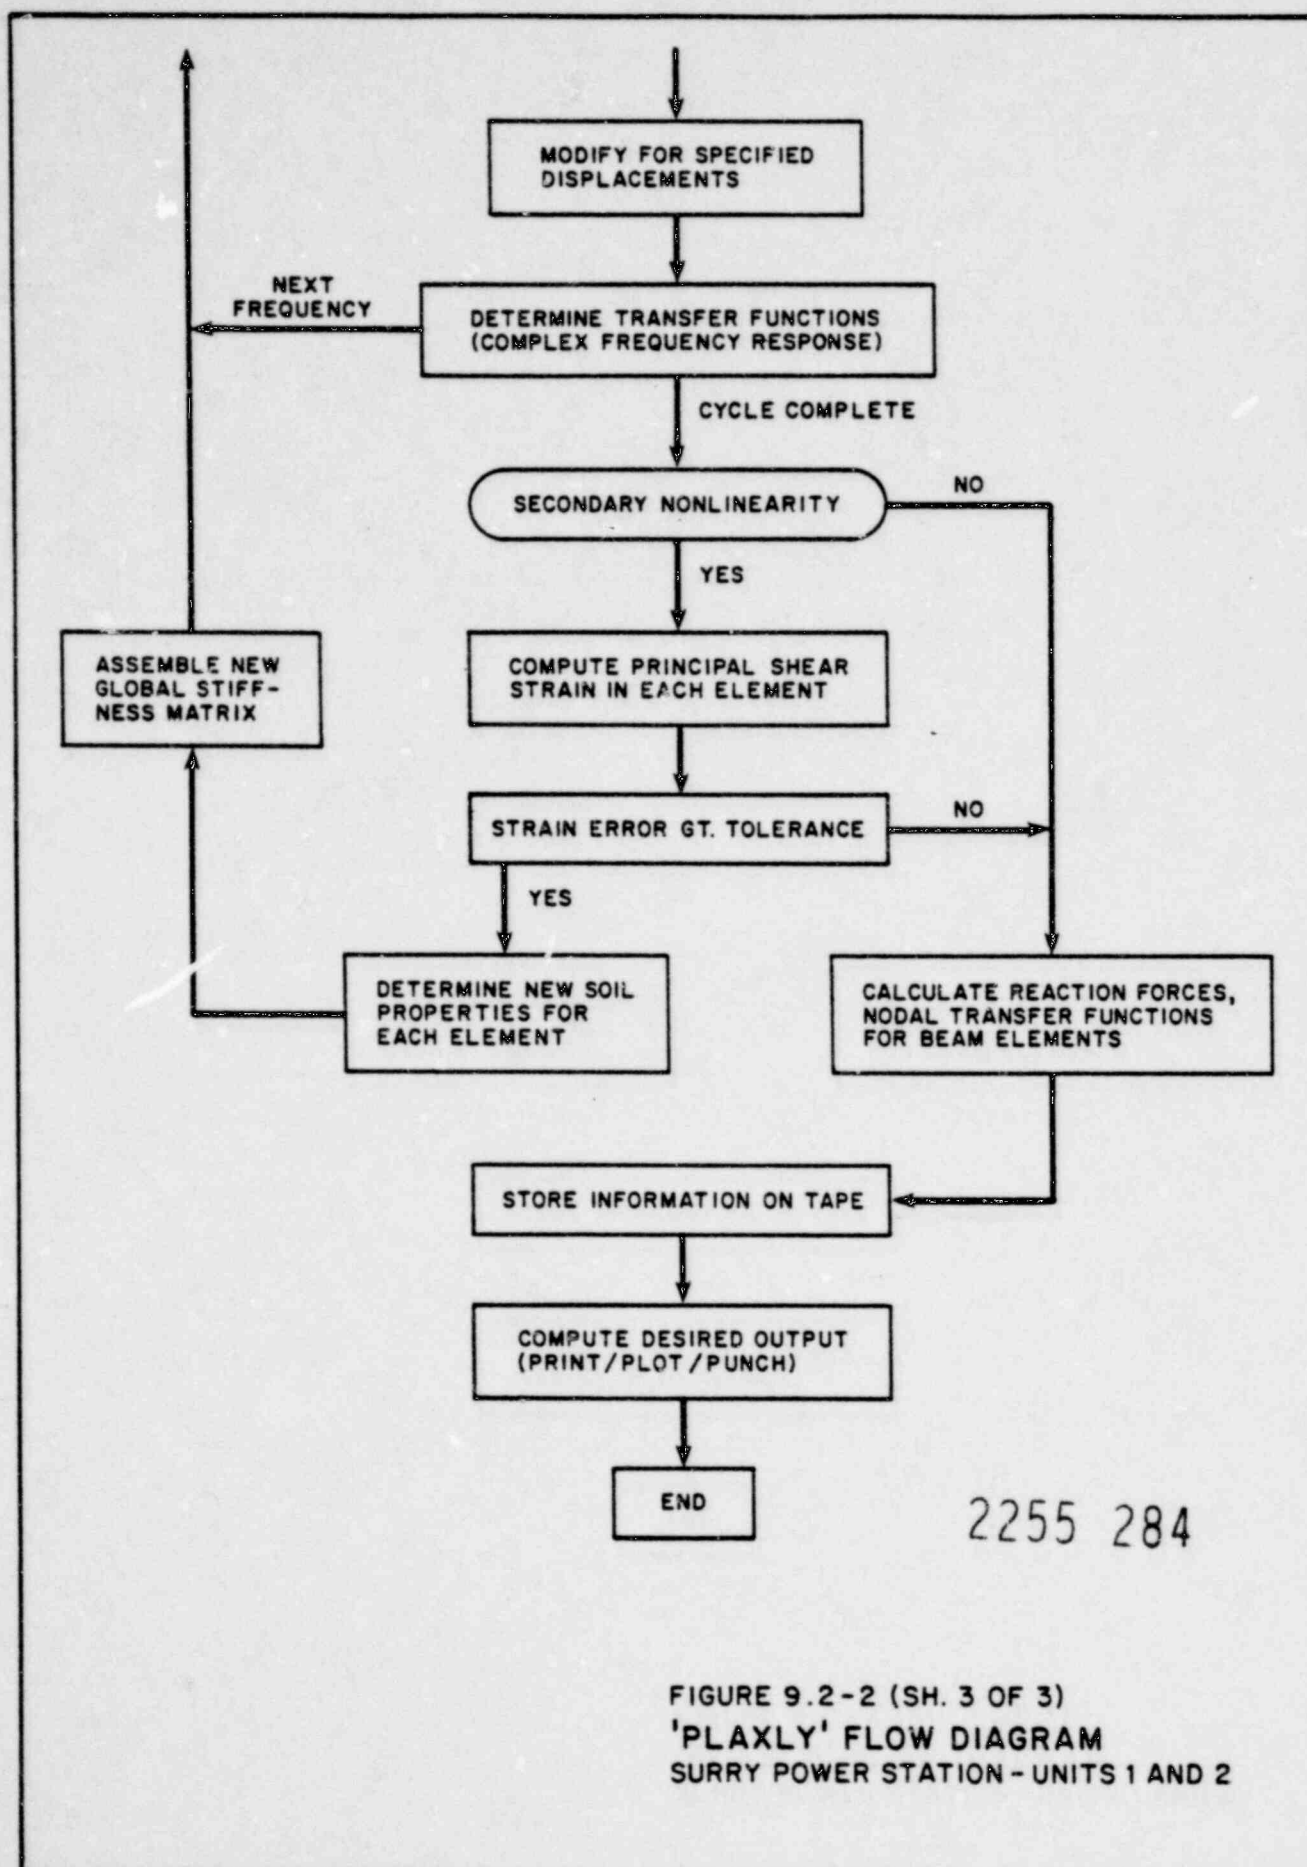 MODIFY FOR SPECIFIED
DISPLACEMENTS
NEXT
FREQUENCY
DETERMINE TRANSFER FUNCTIONS
(COMPLEX FREQUENCY RESPONSE)
CYCLE COMPLETE
SECONDARY NONLINEARITY
NO
YES
ASSEMBLE NEW
GLOBAL STIFF-
NESS MATRIX
COMPUTE PRINCIPAL SHEAR
STRAIN IN EACH ELEMENT
STRAIN ERROR GT. TOLERANCE
NO
YES
DETERMINE NEW SOIL
PROPERTIES FOR
EACH ELEMENT
CALCULATE REACTION FORCES,
NODAL TRANSFER FUNCTIONS
FOR BEAM ELEMENTS
STORE INFORMATION ON TAPE
COMPUTE DESIRED OUTPUT
(PRINT/PLOT/PUNCH)
END
2255 284
FIGURE 9.2-2 (SH. 3 OF 3)
'PLAXLY' FLOW DIAGRAM
SURRY POWER STATION - UNITS 1 AND 2